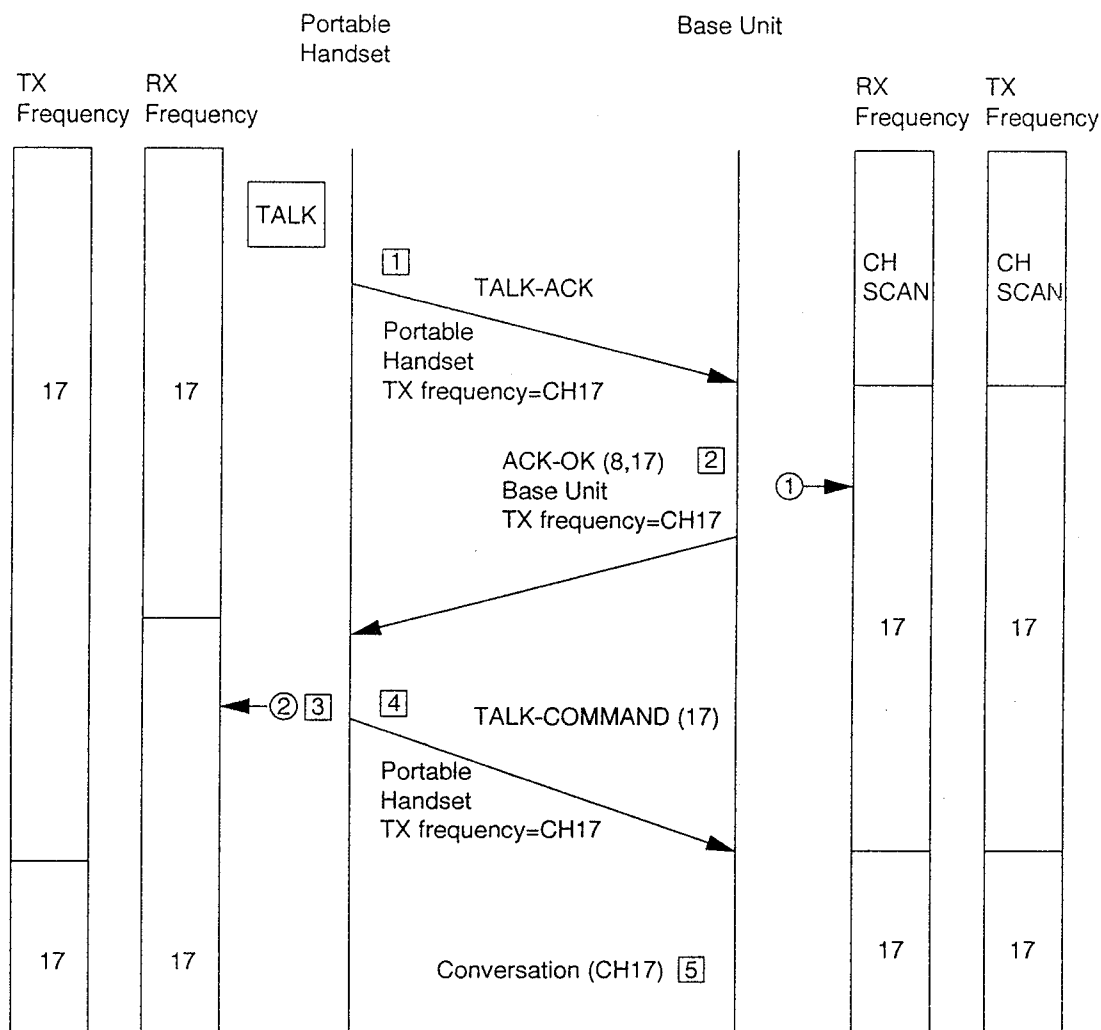 Portable
Handset
Base Unit
TX
Frequency
RX
Frequency
RX
Frequency
TX
Frequency
TALK
1
TALK-ACK
CH
SCAN
CH
SCAN
Portable
Handset
TX frequency=CH17
17
17
ACK-OK (8,17) 2
Base Unit
TX frequency=CH17
1
17
17
2 3
4
TALK-COMMAND (17)
Portable
Handset
TX frequency=CH17
17
17
Conversation (CH17) 5
17
17